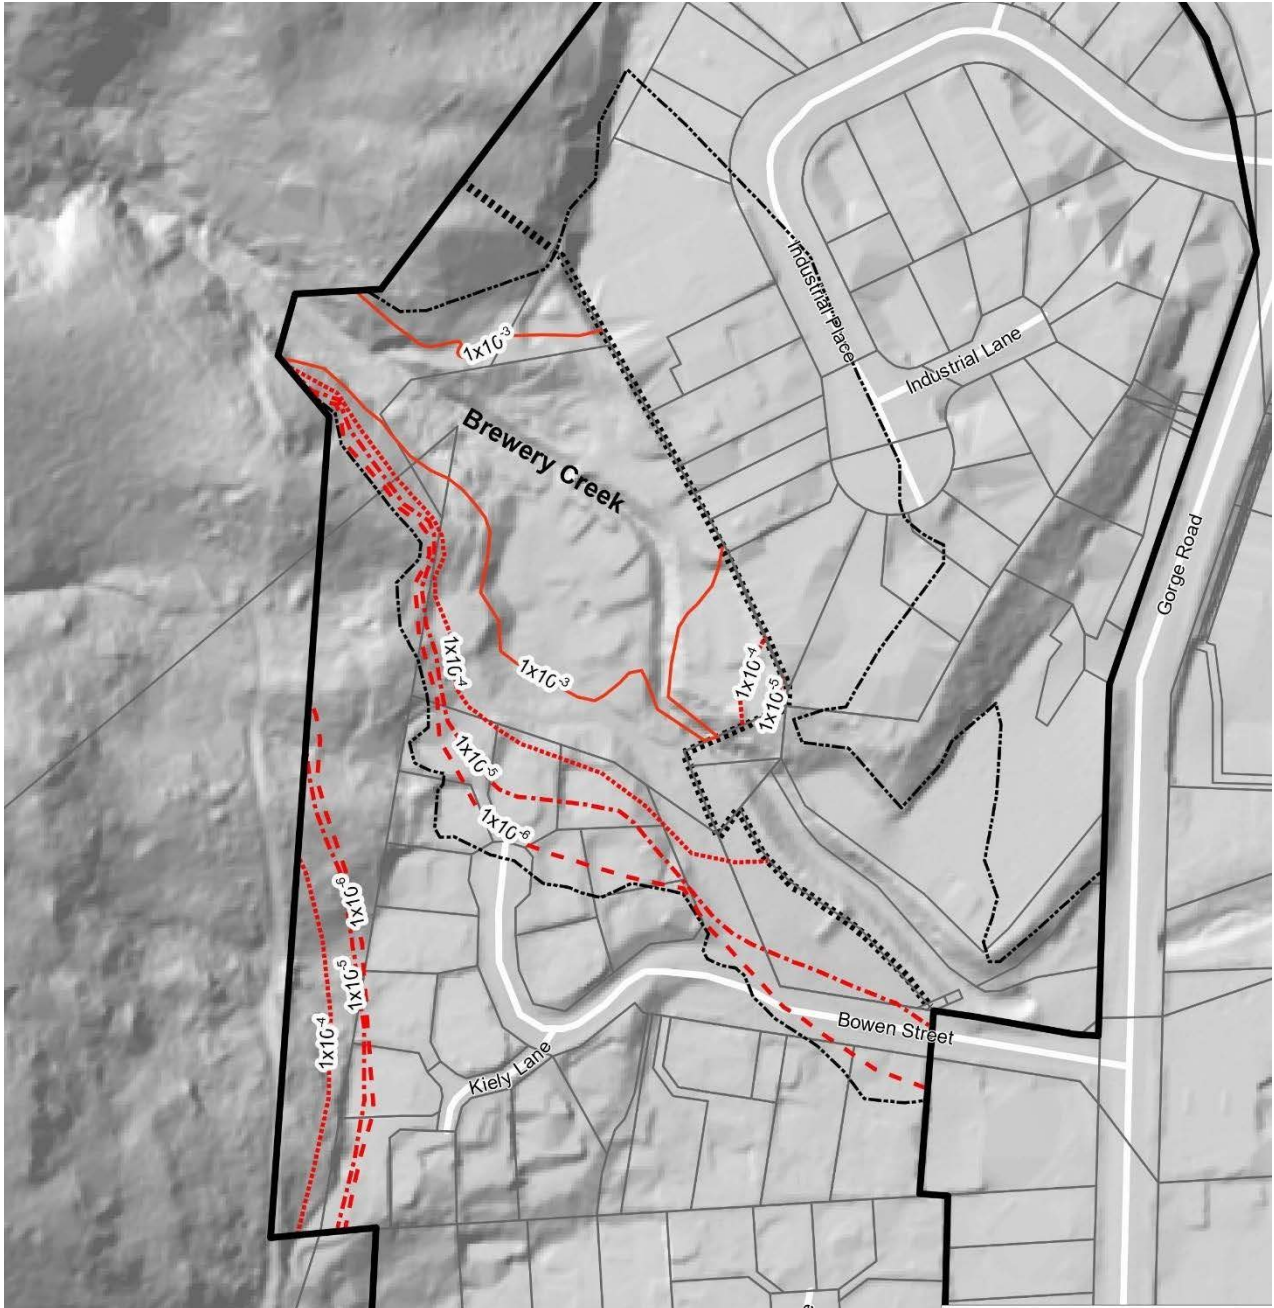 Industrial Place
Industrial Lane
1x10-3
Brewery Creek
Gorge Road
1x10-4
1x10-3
1x10-4
1x10-5
1x10-5
1x10-6
1x10-6
1x10-5
1x10-4
Bowen Street
Kiely Lane